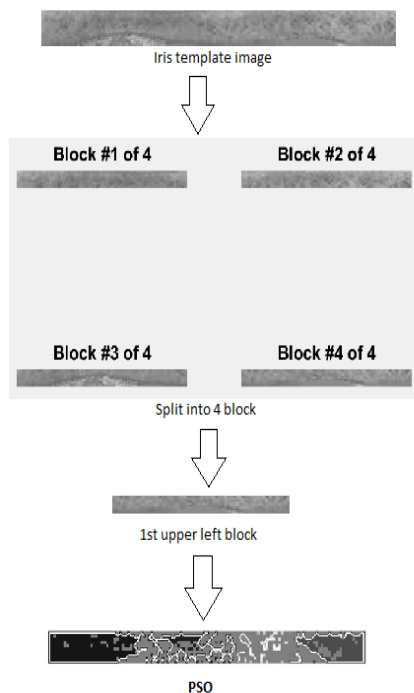 Iris template image
Block #1 of 4
Block #2 of 4
Block #3 of 4
Block #4 of 4
Split into 4 block
1st upper left block
PSO